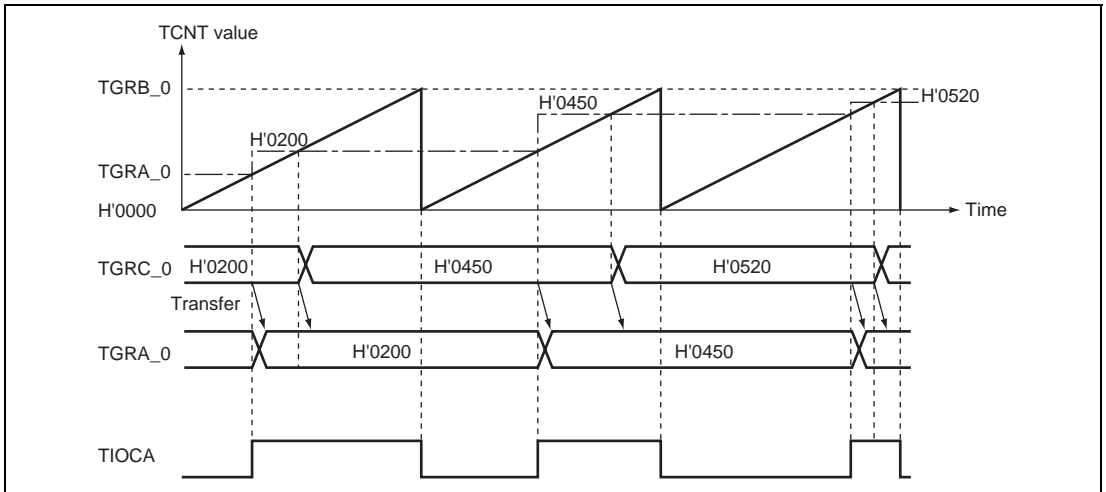 TCNT value
TGRB_0
H'0520
H'0450
H'0200
TGRA_0
H'0000
Time
TGRC_0
H'0200
H'0450
H'0520
Transfer
TGRA_0
H'0200
H'0450
TIOCA